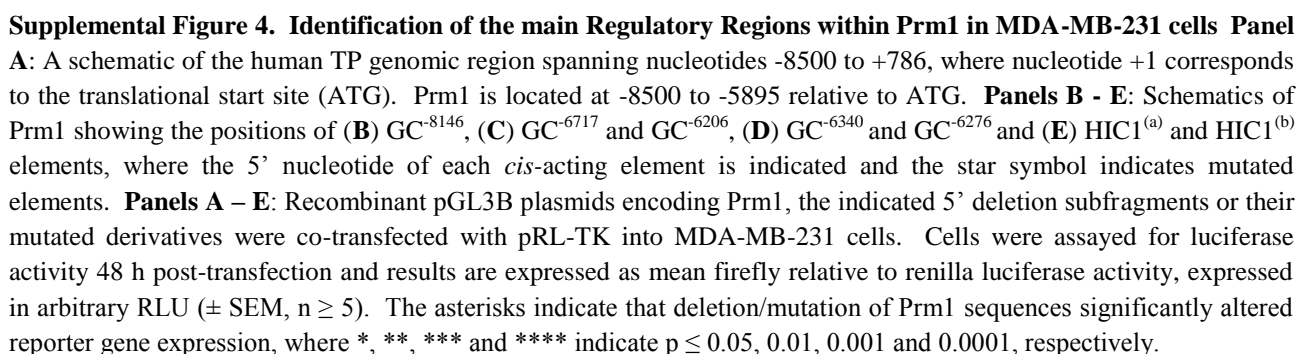 Supplemental Figure 4. Identification of the main Regulatory Regions within Prm1 in MDA-MB-231 cells Panel
A: A schematic of the human TP genomic region spanning nucleotides -8500 to +786, where nucleotide +1 corresponds
to the translational start site (ATG). Prm1 is located at -8500 to -5895 relative to ATG. Panels B - E: Schematics of
Prm1 showing the positions of (B) GC-8146, (C) GC-6717 and GC-6206, (D) GC-6340 and GC-6276 and (E) HIC1(a) and HIC1(b)
elements, where the 5’ nucleotide of each cis-acting element is indicated and the star symbol indicates mutated
elements. Panels A – E: Recombinant pGL3B plasmids encoding Prm1, the indicated 5’ deletion subfragments or their
mutated derivatives were co-transfected with pRL-TK into MDA-MB-231 cells. Cells were assayed for luciferase
activity 48 h post-transfection and results are expressed as mean firefly relative to renilla luciferase activity, expressed
in arbitrary RLU (± SEM, n ≥ 5). The asterisks indicate that deletion/mutation of Prm1 sequences significantly altered
reporter gene expression, where *, **, *** and **** indicate p ≤ 0.05, 0.01, 0.001 and 0.0001, respectively.